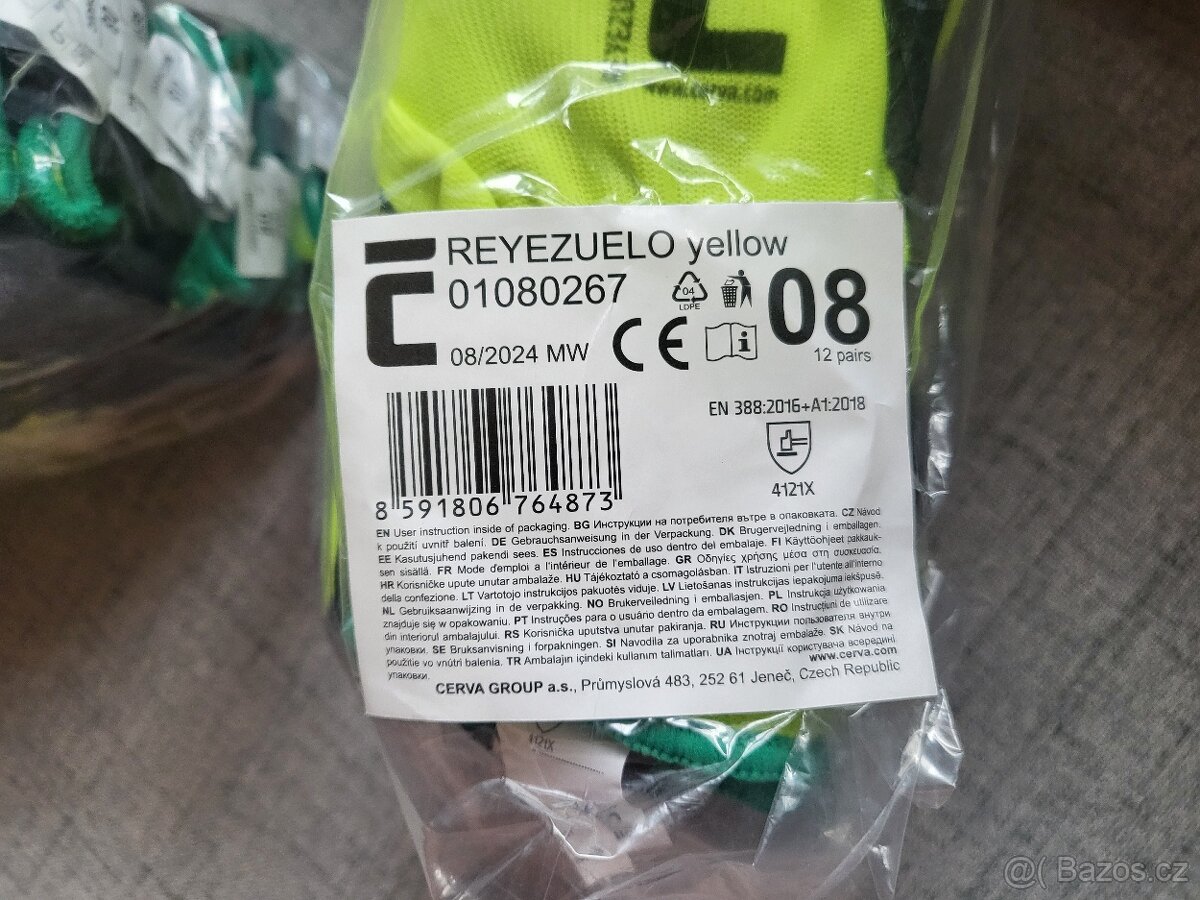 www.cerva.com
REYEZUELO yellow
01080267
04
LDPE
08
08/2024 MW
CE
12 pairs
EN 388:2016+A1:2018
4121X
8 591806 764873
EN User instruction inside of packaging. BG Инструкции на потребителя вътре в опаковката. CZ Návod
k použití uvnitř balení. DE Gebrauchsanweisung in der Verpackung. DK Brugervejledning i emballagen.
EE Kasutusjuhend pakendi sees. ES Instrucciones de uso dentro del embalaje. FI Käyttöohjeet pakkauk-
sen sisällä. FR Mode d'emploi a l'intérieur de l'emballage. GR Οδηγίες χρήσης μέσα στη συσκευασία.
HR Korisničke upute unutar ambalaže. HU Tájékoztató a csomagolásban. IT Istruzioni per l'utente all'interno
della confezione. LT Vartotojo instrukcijos pakuotės viduje. LV Lietošanas instrukcijas iepakojuma iekšpusē.
NL Gebruiksaanwijzing in de verpakking. NO Brukerveiledning i emballasjen. PL Instrukcja użytkowania
znajduje się w opakowaniu. PT Instruções para o usuário dentro da embalagem. RO Instrucțiuni de utilizare
din interiorul ambalajului. RS Korisnička uputstva unutar pakiranja. RU Инструкции пользователя внутри
упаковки. SE Bruksanvisning i forpakningen. SI Navodila za uporabnika znotraj embalaže. SK Návod na
použitie vo vnútri balenia. TR Ambalajın içindeki kullanım talimatları. UA Інструкції користувача всередині
упаковки.
www.cerva.com
CERVA GROUP a.s., Průmyslová 483, 252 61 Jeneč, Czech Republic
4121X
Bazos.cz